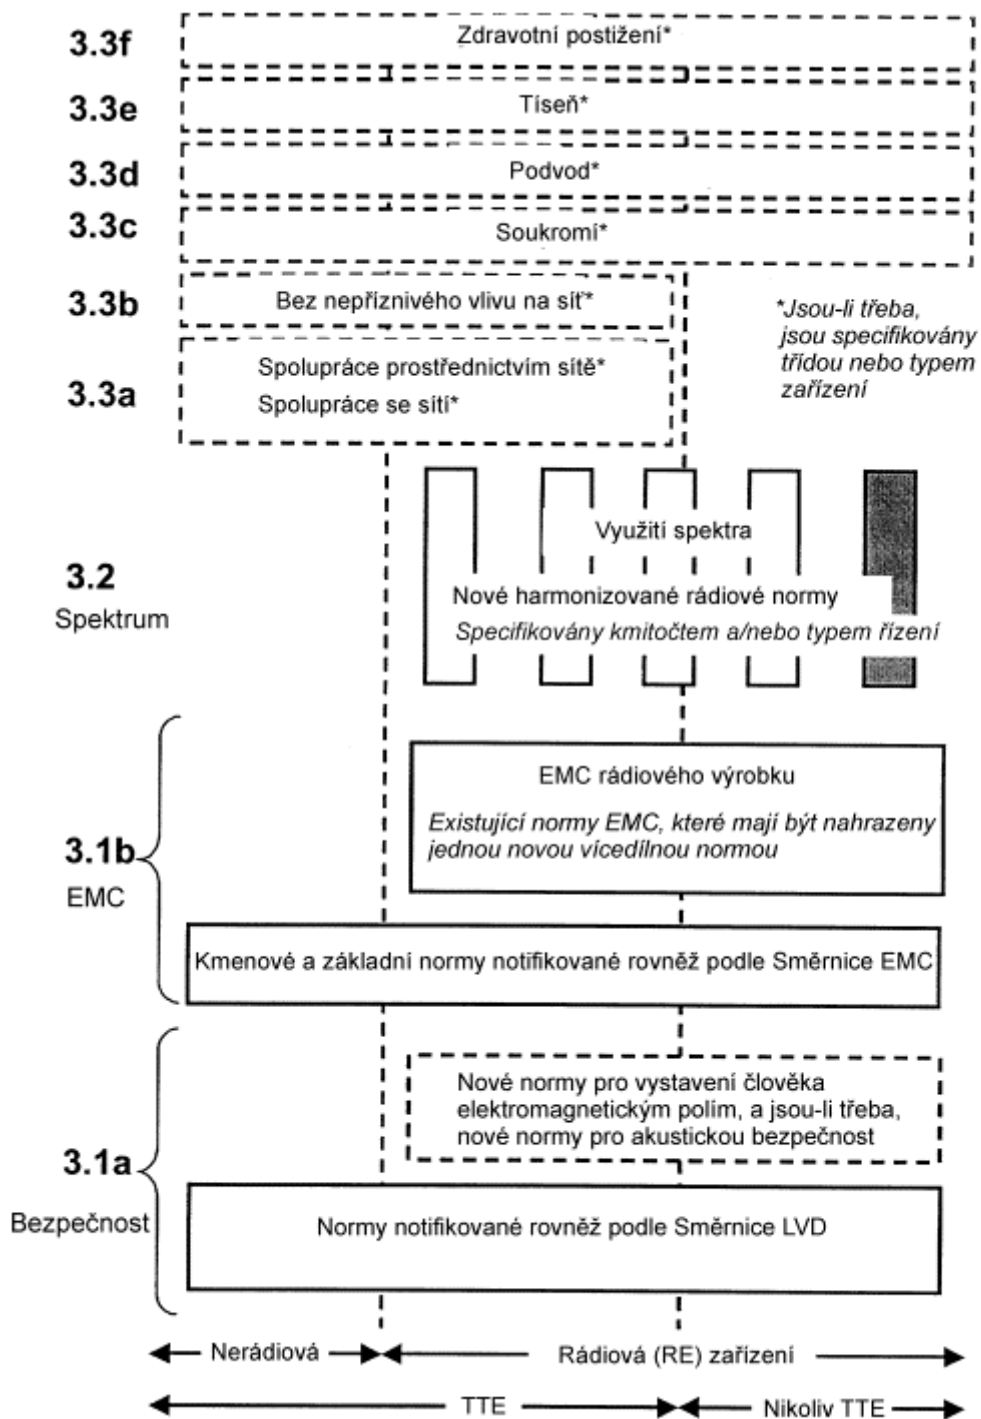 3.3f
Zdravotní postižení*
3.3e
Tíseň*
3.3d
Podvod*
3.3c
Soukromí*
3.3b
Bez nepříznivého vlivu na síť*
*Jsou-li třeba,
jsou specifikovány
třídou nebo typem
zařízení
3.3a
Spolupráce prostřednictvím sítě*
Spolupráce se sítí*
3.2
Spektrum
Využití spektra
Nové harmonizované rádiové normy
Specifikovány kmitočtem a/nebo typem řízení
3.1b
EMC
EMC rádiového výrobku
Existující normy EMC, které mají být nahrazeny
jednou novou vícedílnou normou
Kmenové a základní normy notifikované rovněž podle Směrnice EMC
3.1a
Bezpečnost
Nové normy pro vystavení člověka
elektromagnetickým polím, a jsou-li třeba,
nové normy pro akustickou bezpečnost
Normy notifikované rovněž podle Směrnice LVD
Nerádiová
Rádiová (RE) zařízení
TTE
Nikoliv TTE